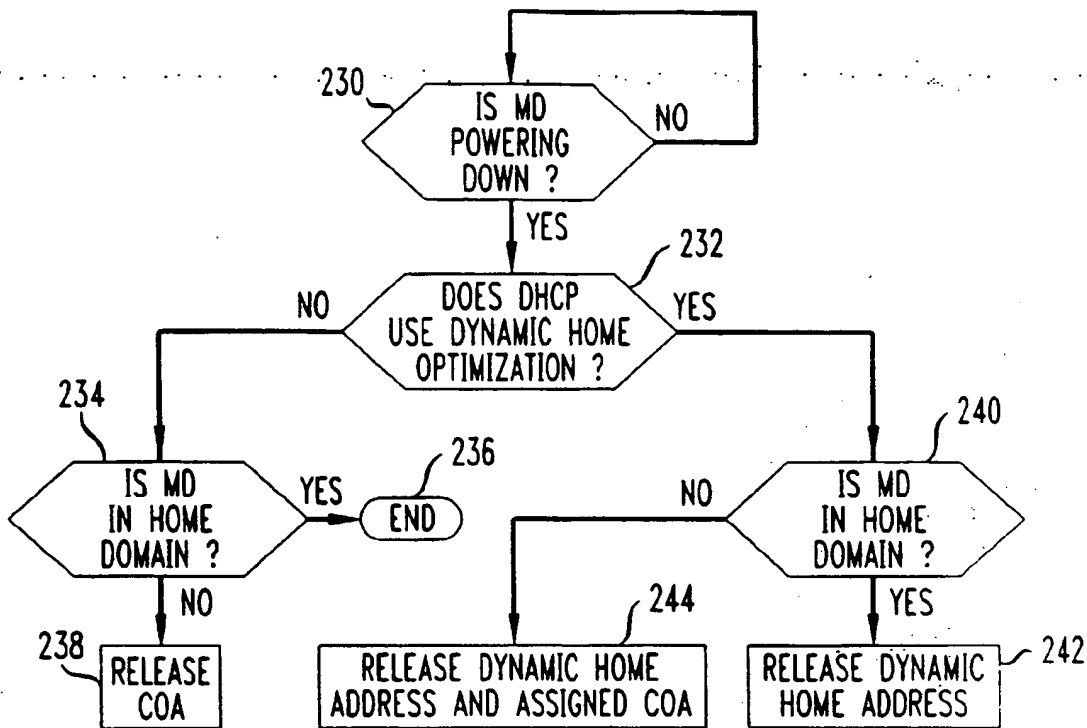 230
IS MD
POWERING
DOWN ?
NO
YES
232
DOES DHCP
USE DYNAMIC HOME
OPTIMIZATION ?
NO
YES
234
IS MD
IN HOME
DOMAIN ?
YES
236
END
NO
238
RELEASE
COA
240
IS MD
IN HOME
DOMAIN ?
NO
YES
244
RELEASE DYNAMIC HOME
ADDRESS AND ASSIGNED COA
RELEASE DYNAMIC
HOME ADDRESS
242